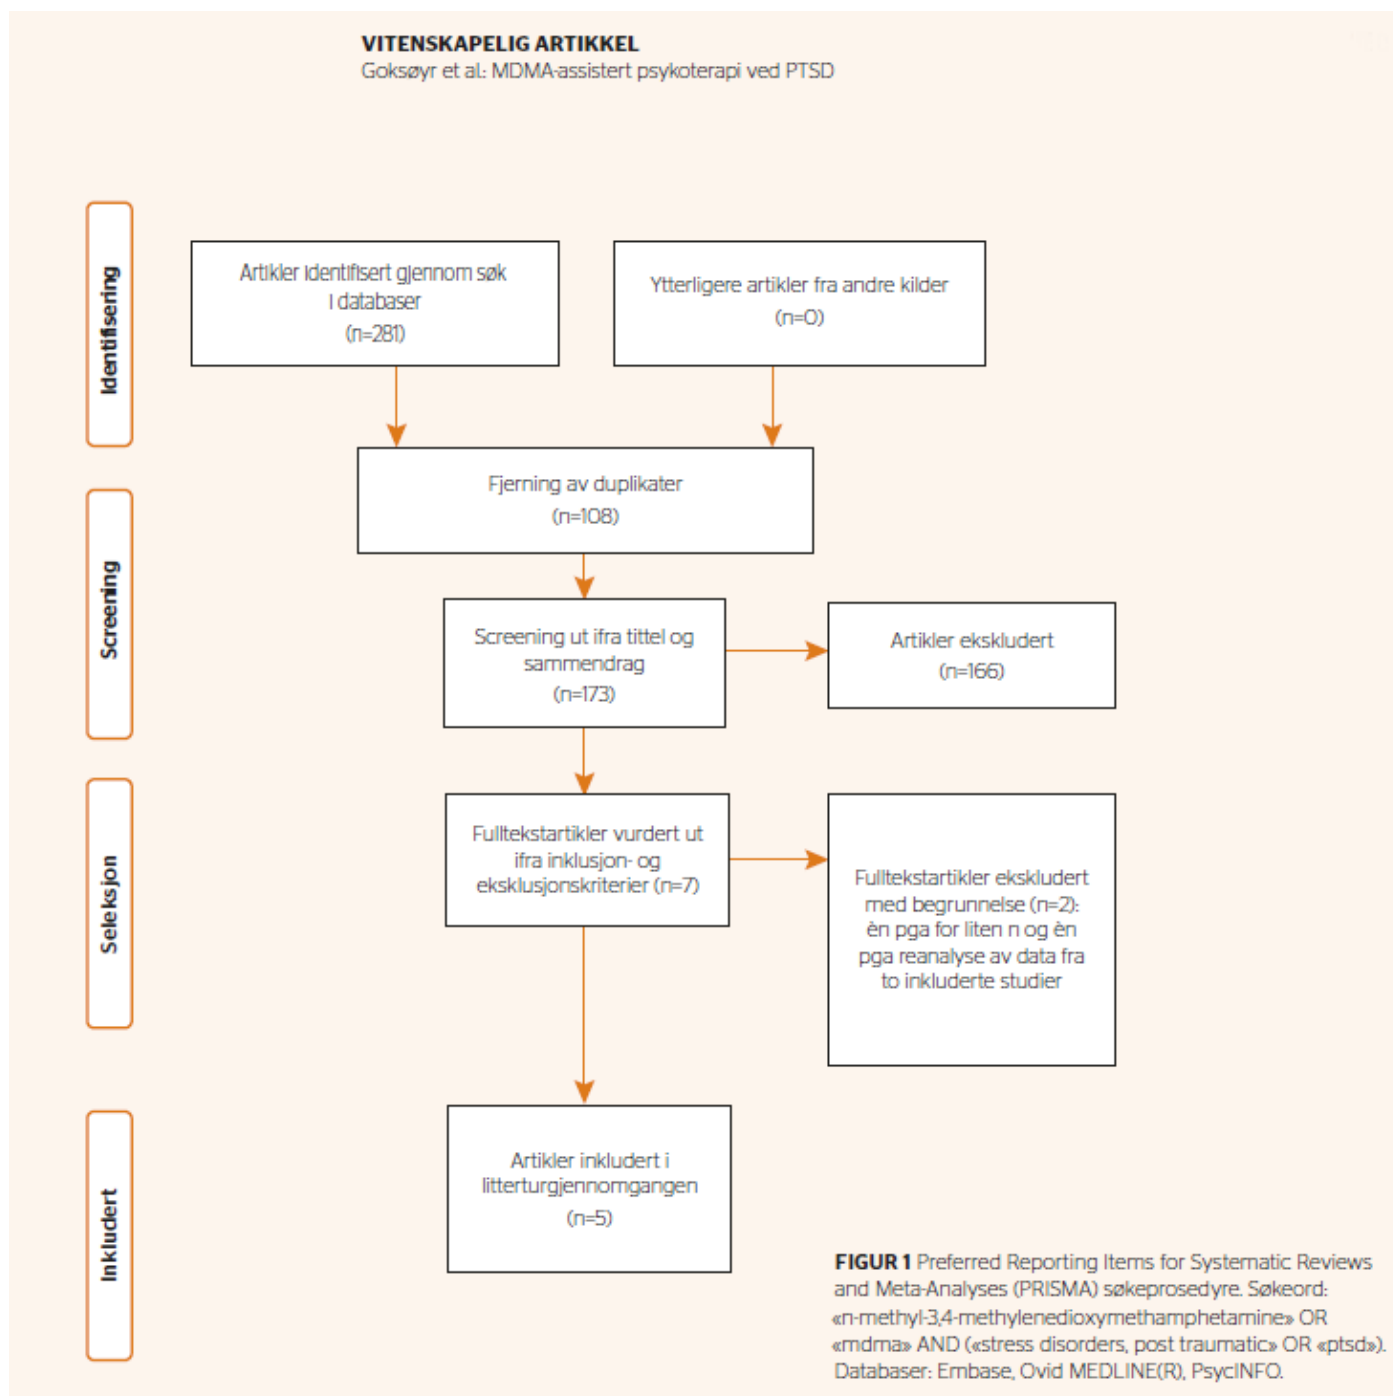 VITENSKAPELIG ARTIKKEL
Goksøyr et al.: MDMA-assistert psykoterapi ved PTSD
Identifisering
Artikler identifisert gjennom søk
i databaser
(n=281)
Ytterligere artikler fra andre kilder
(n=0)
Screening
Fjerning av duplikater
(n=108)
Screening ut ifra tittel og
sammendrag
(n=173)
Artikler ekskludert
(n=166)
Seleksjon
Fulltekstartikler vurdert ut
ifra inklusjon- og
eksklusjonskriterier (n=7)
Fulltekstartikler ekskludert
med begrunnelse (n=2):
èn pga for liten n og èn
pga reanalyse av data fra
to inkluderte studier
Inkludert
Artikler inkludert i
litterturgjennomgangen
(n=5)
FIGUR 1 Preferred Reporting Items for Systematic Reviews
and Meta-Analyses (PRISMA) søkeprosedyre. Søkeord:
«n-methyl-3,4-methylenedioxymethamphetamine» OR
«mdma» AND («stress disorders, post traumatic» OR «ptsd»).
Databaser: Embase, Ovid MEDLINE(R), PsycINFO.